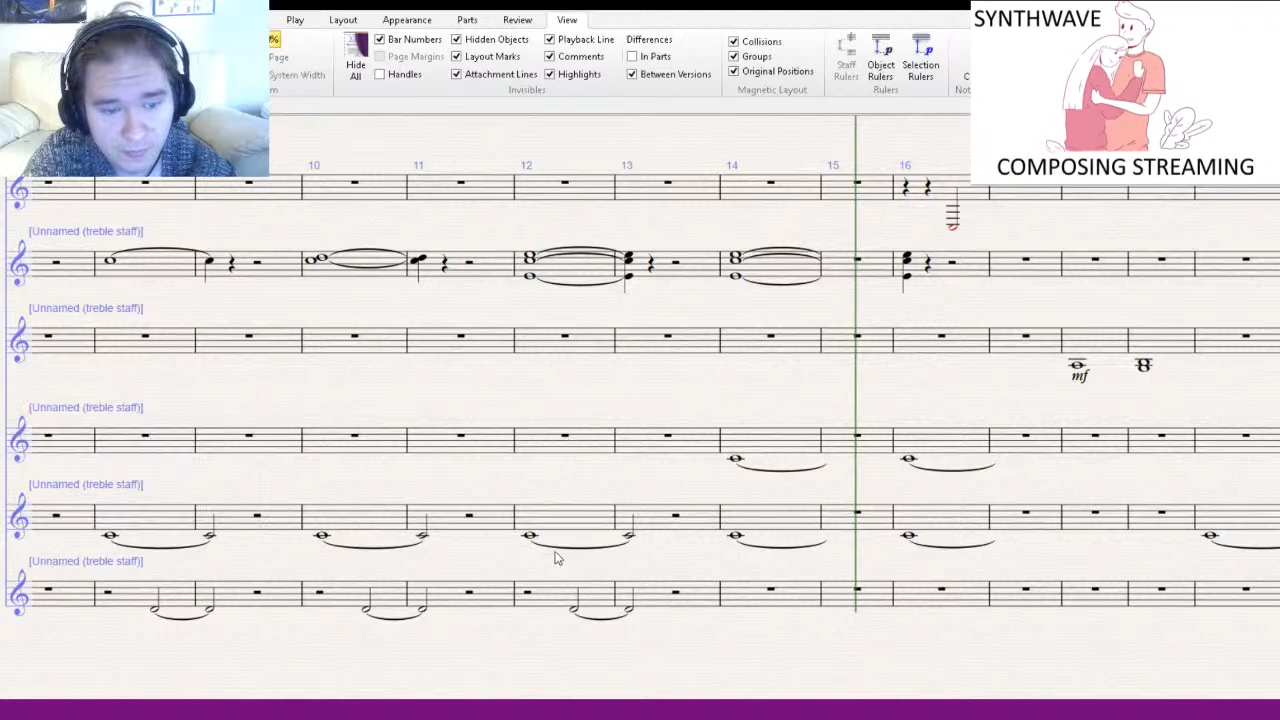 Play Layout Appearance Parts Review View
SYNTHWAVE
Bar Numbers Hidden Objects Playback Line Differences Collisions
Page Page Margins Layout Marks Comments In Parts Groups
System Width Handles Attachment Lines Highlights Between Versions Original Positions
Hide All
Staff Rulers
Object Rulers
Selection Rulers
Invisibles Magnetic Layout Rulers
COMPOSING STREAMING
10 11 12 13 14 15 16
[Unnamed (treble staff)]
[Unnamed (treble staff)]
mf
[Unnamed (treble staff)]
[Unnamed (treble staff)]
[Unnamed (treble staff)]